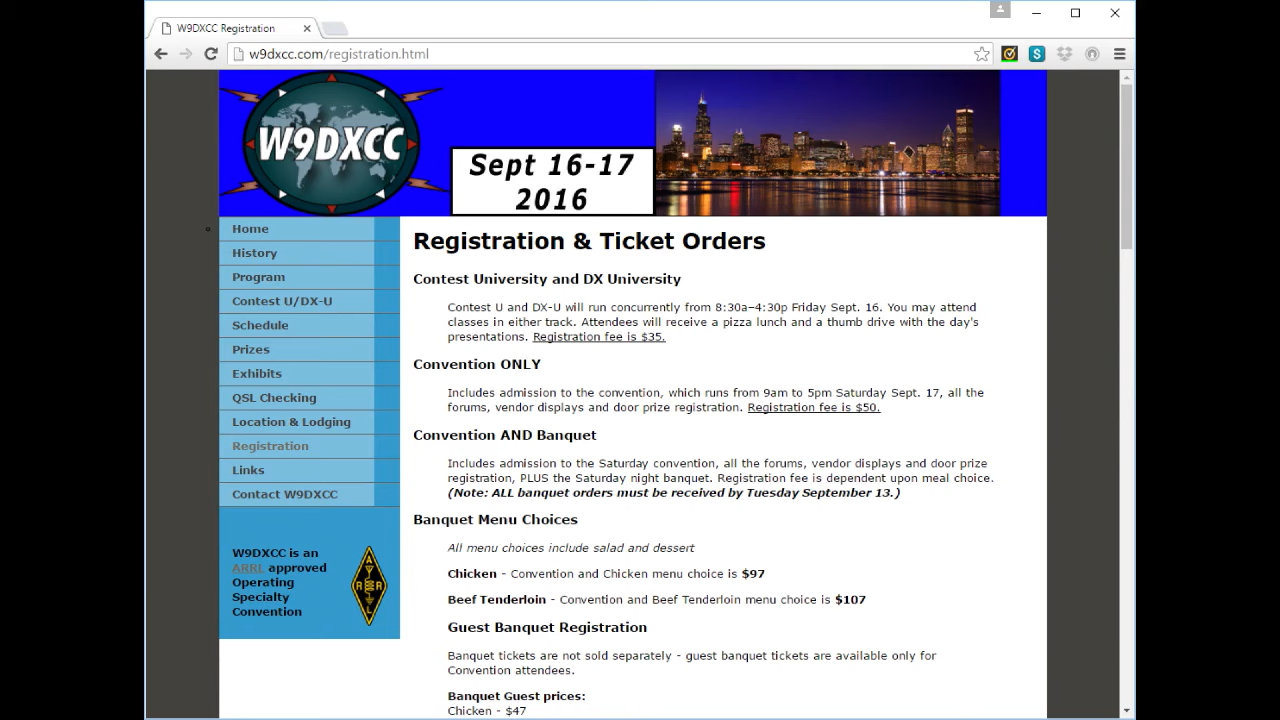 W9DXCC Registration
w9dxcc.com/registration.html
W9DXCC
Sept 16-17
2016
Home
History
Program
Contest U/DX-U
Schedule
Prizes
Exhibits
QSL Checking
Location & Lodging
Registration
Links
Contact W9DXCC
W9DXCC is an
ARRL approved
Operating
Specialty
Convention
A
R R
L
Registration & Ticket Orders
Contest University and DX University
Contest U and DX-U will run concurrently from 8:30a–4:30p Friday Sept. 16. You may attend
classes in either track. Attendees will receive a pizza lunch and a thumb drive with the day's
presentations. Registration fee is $35.
Convention ONLY
Includes admission to the convention, which runs from 9am to 5pm Saturday Sept. 17, all the
forums, vendor displays and door prize registration. Registration fee is $50.
Convention AND Banquet
Includes admission to the Saturday convention, all the forums, vendor displays and door prize
registration, PLUS the Saturday night banquet. Registration fee is dependent upon meal choice.
(Note: ALL banquet orders must be received by Tuesday September 13.)
Banquet Menu Choices
All menu choices include salad and dessert
Chicken - Convention and Chicken menu choice is $97
Beef Tenderloin - Convention and Beef Tenderloin menu choice is $107
Guest Banquet Registration
Banquet tickets are not sold separately - guest banquet tickets are available only for
Convention attendees.
Banquet Guest prices:
Chicken - $47